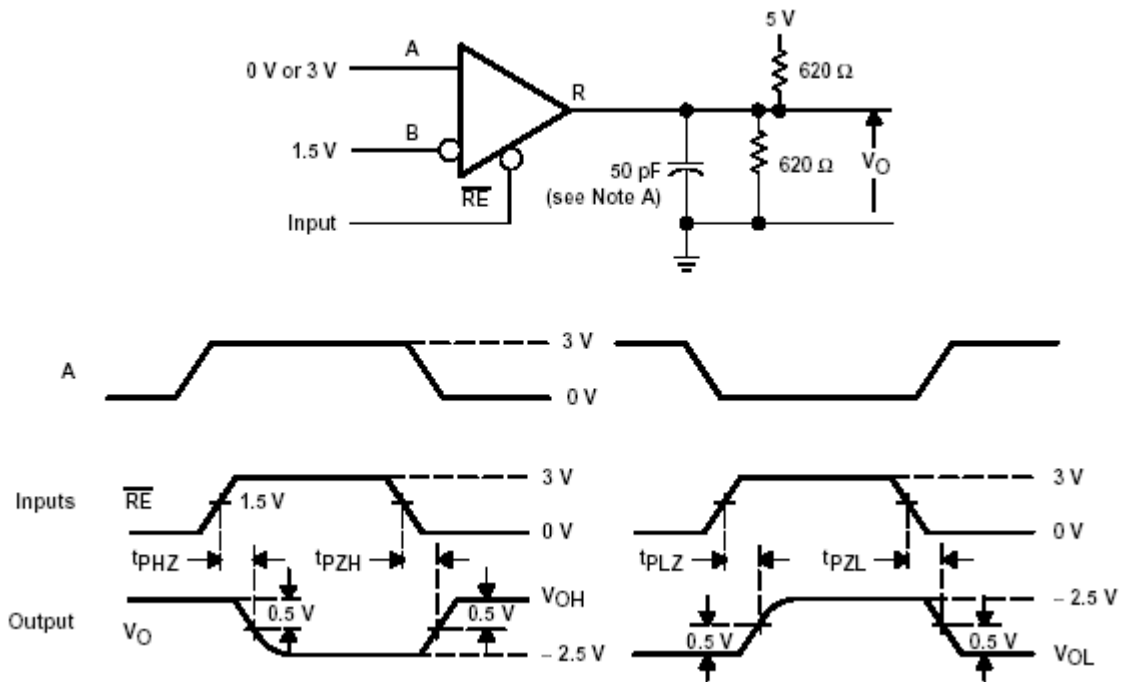 5 V
A
620 Ω
0 V or 3 V
R
B
1.5 V
50 pF
(see Note A)
620 Ω
VO
RE
Input
A
3 V
0 V
Inputs
RE
1.5 V
3 V
0 V
3 V
0 V
tPHZ
tPZH
tPLZ
tPZL
Output
VO
0.5 V
0.5 V
VOH
– 2.5 V
0.5 V
0.5 V
– 2.5 V
VOL